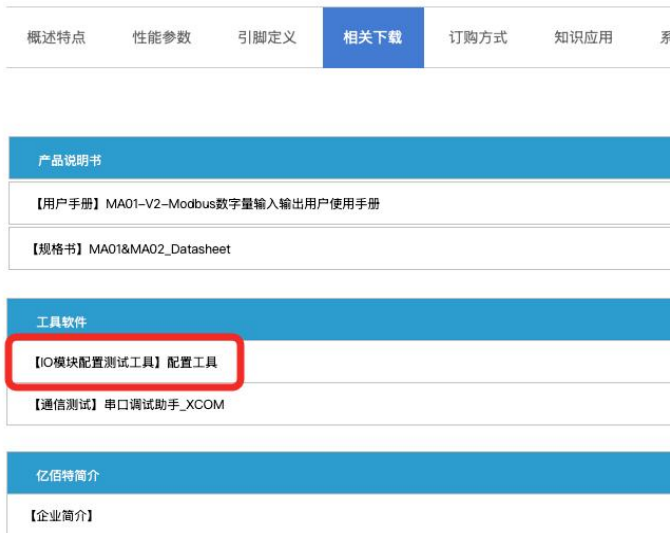 概述特点 性能参数 引脚定义 相关下载 订购方式 知识应用
产品说明书
【用户手册】MA01-V2-Modbus数字量输入输出用户使用手册
【规格书】MA01&MA02_Datasheet
工具软件
【IO模块配置测试工具】配置工具
【通信测试】串口调试助手_XCOM
亿佰特简介
【企业简介】